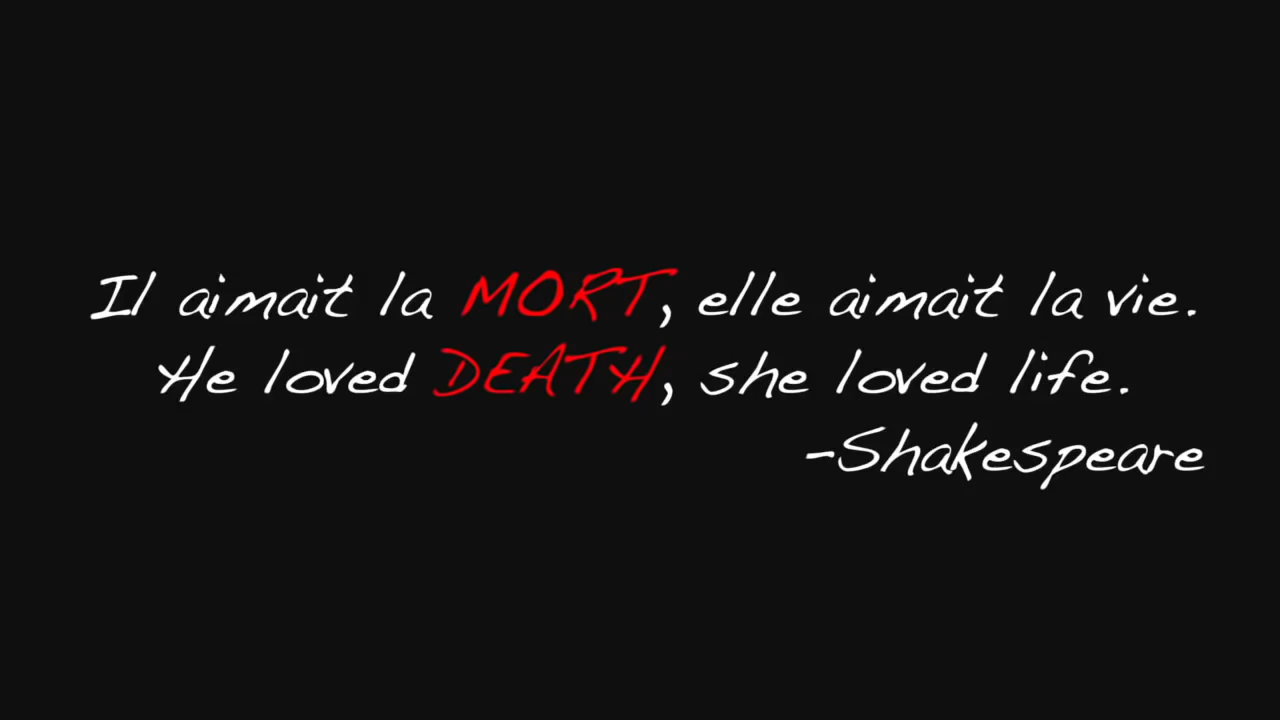 Il aimait la MORT, elle aimait la vie.
He loved DEATH, she loved life.
-Shakespeare